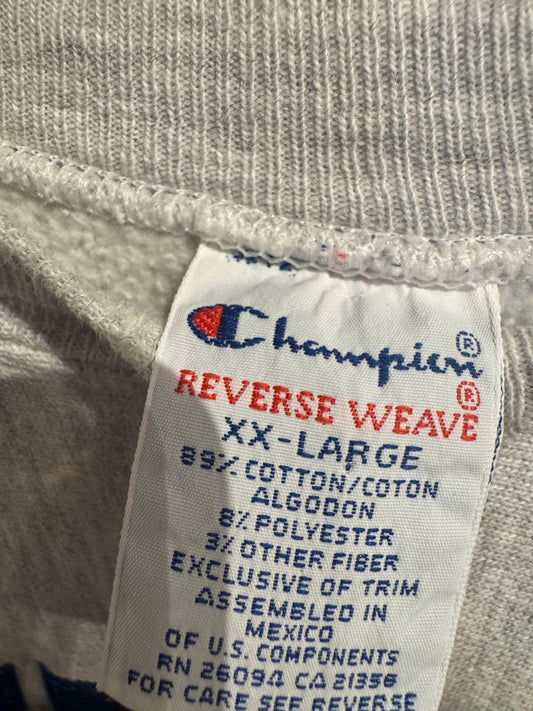 Champion®
REVERSE WEAVE®
XX-LARGE
89% COTTON/COTON
ALGODON
8% POLYESTER
3% OTHER FIBER
EXCLUSIVE OF TRIM
ASSEMBLED IN
MEXICO
OF U.S. COMPONENTS
RN 26094 CA 21356
FOR CARE SEE REVERSE